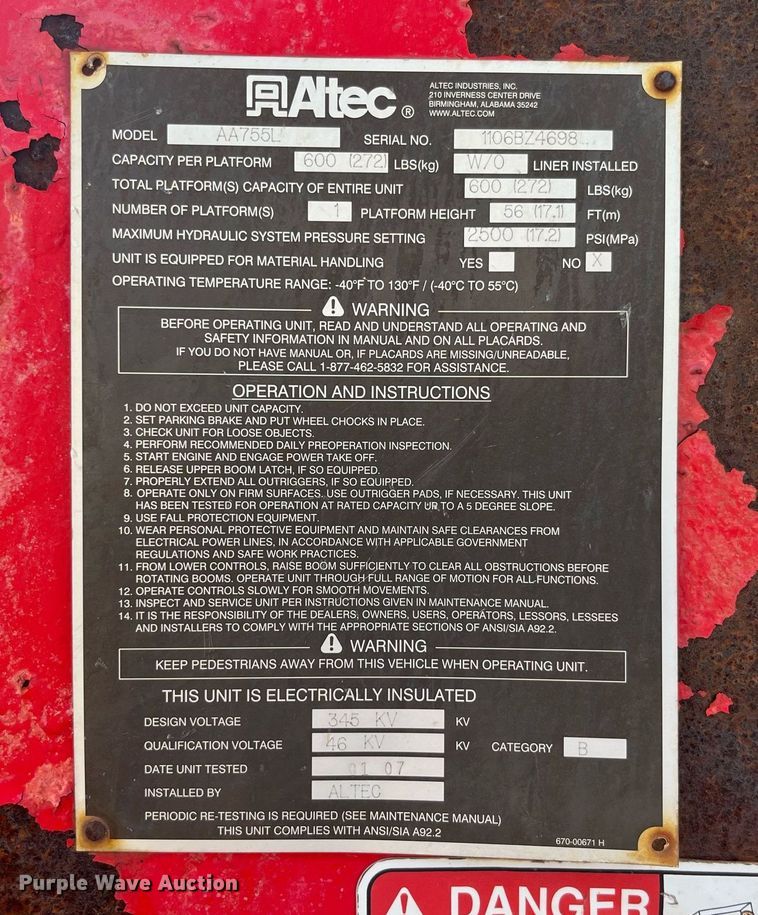 Altec ®
ALTEC INDUSTRIES, INC.
210 INVERNESS CENTER DRIVE
BIRMINGHAM, ALABAMA 35242
WWW.ALTEC.COM
MODEL AA755L SERIAL NO. 1106BZ4698
CAPACITY PER PLATFORM 600 (272) LBS(kg) W/O LINER INSTALLED
TOTAL PLATFORM(S) CAPACITY OF ENTIRE UNIT 600 (272) LBS(kg)
NUMBER OF PLATFORM(S) 1 PLATFORM HEIGHT 56 (17.1) FT(m)
MAXIMUM HYDRAULIC SYSTEM PRESSURE SETTING 2500 (17.2) PSI(MPa)
UNIT IS EQUIPPED FOR MATERIAL HANDLING YES NO X
OPERATING TEMPERATURE RANGE: -40°F TO 130°F / (-40°C TO 55°C)
WARNING
BEFORE OPERATING UNIT, READ AND UNDERSTAND ALL OPERATING AND
SAFETY INFORMATION IN MANUAL AND ON ALL PLACARDS.
IF YOU DO NOT HAVE MANUAL OR, IF PLACARDS ARE MISSING/UNREADABLE,
PLEASE CALL 1-877-462-5832 FOR ASSISTANCE.
OPERATION AND INSTRUCTIONS
1. DO NOT EXCEED UNIT CAPACITY.
2. SET PARKING BRAKE AND PUT WHEEL CHOCKS IN PLACE.
3. CHECK UNIT FOR LOOSE OBJECTS.
4. PERFORM RECOMMENDED DAILY PREOPERATION INSPECTION.
5. START ENGINE AND ENGAGE POWER TAKE OFF.
6. RELEASE UPPER BOOM LATCH, IF SO EQUIPPED.
7. PROPERLY EXTEND ALL OUTRIGGERS, IF SO EQUIPPED.
8. OPERATE ONLY ON FIRM SURFACES. USE OUTRIGGER PADS, IF NECESSARY. THIS UNIT
HAS BEEN TESTED FOR OPERATION AT RATED CAPACITY UP TO A 5 DEGREE SLOPE.
9. USE FALL PROTECTION EQUIPMENT.
10. WEAR PERSONAL PROTECTIVE EQUIPMENT AND MAINTAIN SAFE CLEARANCES FROM
ELECTRICAL POWER LINES, IN ACCORDANCE WITH APPLICABLE GOVERNMENT
REGULATIONS AND SAFE WORK PRACTICES.
11. FROM LOWER CONTROLS, RAISE BOOM SUFFICIENTLY TO CLEAR ALL OBSTRUCTIONS BEFORE
ROTATING BOOMS. OPERATE UNIT THROUGH FULL RANGE OF MOTION FOR ALL FUNCTIONS.
12. OPERATE CONTROLS SLOWLY FOR SMOOTH MOVEMENTS.
13. INSPECT AND SERVICE UNIT PER INSTRUCTIONS GIVEN IN MAINTENANCE MANUAL.
14. IT IS THE RESPONSIBILITY OF THE DEALERS, OWNERS, USERS, OPERATORS, LESSORS, LESSEES
AND INSTALLERS TO COMPLY WITH THE APPROPRIATE SECTIONS OF ANSI/SIA A92.2.
WARNING
KEEP PEDESTRIANS AWAY FROM THIS VEHICLE WHEN OPERATING UNIT.
THIS UNIT IS ELECTRICALLY INSULATED
DESIGN VOLTAGE 345 KV KV
QUALIFICATION VOLTAGE 46 KV KV CATEGORY B
DATE UNIT TESTED 01 07
INSTALLED BY ALTEC
PERIODIC RE-TESTING IS REQUIRED (SEE MAINTENANCE MANUAL)
THIS UNIT COMPLIES WITH ANSI/SIA A92.2
670-00671 H
Purple Wave Auction
DANGER